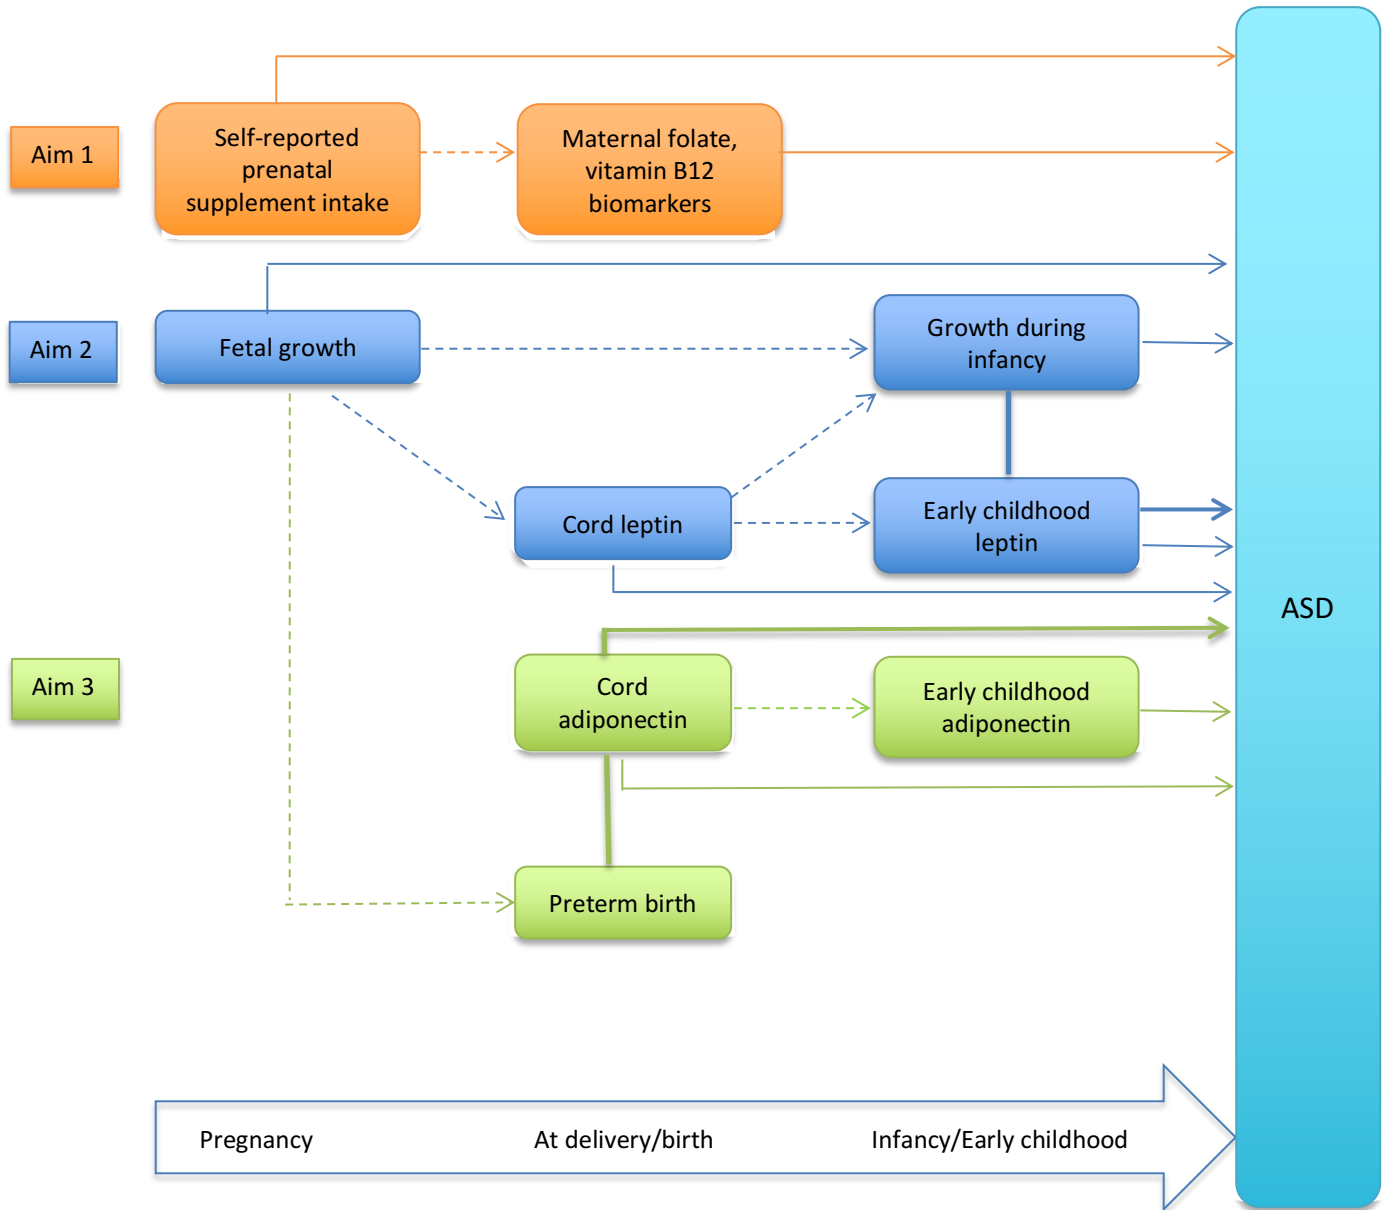 Aim 1
Self-reported
prenatal
supplement intake
Maternal folate,
vitamin B12
biomarkers
Aim 2
Fetal growth
Growth during
infancy
Cord leptin
Early childhood
leptin
ASD
Aim 3
Cord
adiponectin
Early childhood
adiponectin
Preterm birth
Pregnancy
At delivery/birth
Infancy/Early childhood